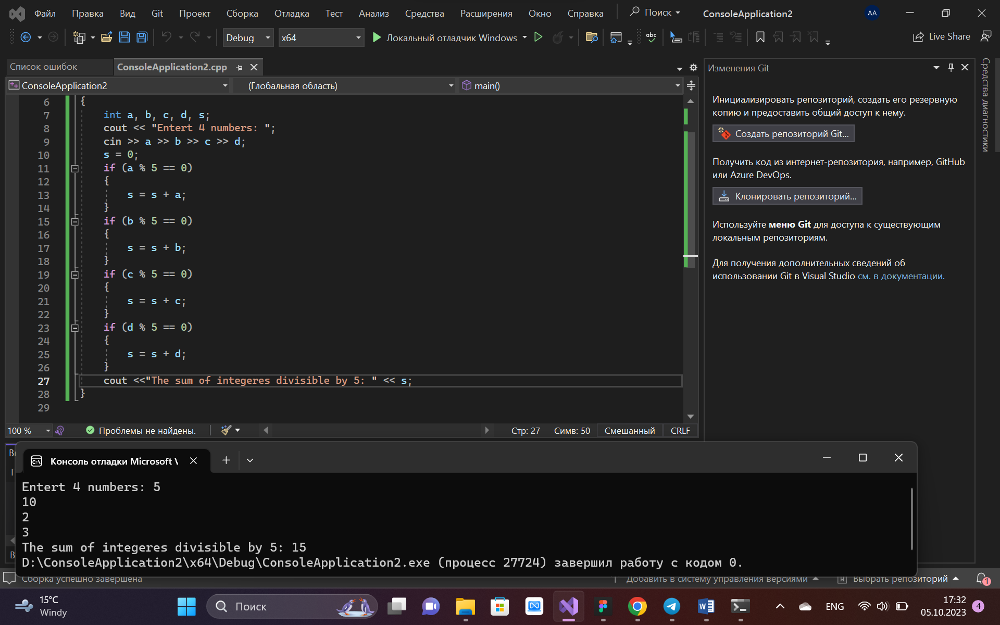 Файл Правка Вид Git Проект Сборка Отладка Тест Анализ Средства Расширения Окно Справка Поиск ConsoleApplication2 AA
Debug x64 Локальный отладчик Windows abc Live Share
Список ошибок ConsoleApplication2.cpp
ConsoleApplication2 (Глобальная область) main()
6 {
7 int a, b, c, d, s;
8 cout << "Entert 4 numbers: ";
9 cin >> a >> b >> c >> d;
10 s = 0;
11 if (a % 5 == 0)
12 {
13 s = s + a;
14 }
15 if (b % 5 == 0)
16 {
17 s = s + b;
18 }
19 if (c % 5 == 0)
20 {
21 s = s + c;
22 }
23 if (d % 5 == 0)
24 {
25 s = s + d;
26 }
27 cout <<"The sum of integeres divisible by 5: " << s;
28 }
29
100 % Проблемы не найдены. Стр: 27 Симв: 50 Смешанный CRLF
Изменения Git
Инициализировать репозиторий, создать его резервную
копию и предоставить общий доступ к нему.
Создать репозиторий Git...
Получить код из интернет-репозитория, например, GitHub
или Azure DevOps.
Клонировать репозиторий...
Используйте меню Git для доступа к существующим
локальным репозиториям.
Для получения дополнительных сведений об
использовании Git в Visual Studio см. в документации.
Средства диагностики
Консоль отладки Microsoft
Entert 4 numbers: 5
10
2
3
The sum of integeres divisible by 5: 15
D:\ConsoleApplication2\x64\Debug\ConsoleApplication2.exe (процесс 27724) завершил работу с кодом 0.
Сборка успешно завершена Добавить в систему управления версиями Выбрать репозиторий 1
15°C
Windy
Поиск
ENG
17:32
05.10.2023
4